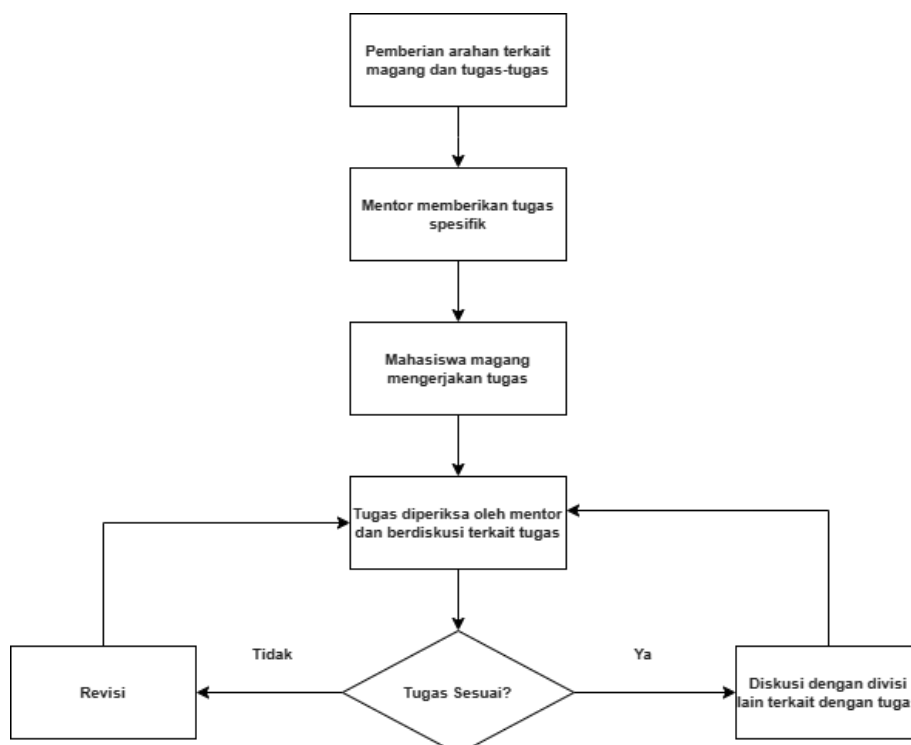 Pemberian arahan terkait
magang dan tugas-tugas
Mentor memberikan tugas
spesifik
Mahasiswa magang
mengerjakan tugas
Tugas diperiksa oleh mentor
dan berdiskusi terkait tugas
Tidak
Ya
Revisi
Tugas Sesuai?
Diskusi dengan divisi
lain terkait dengan tugas